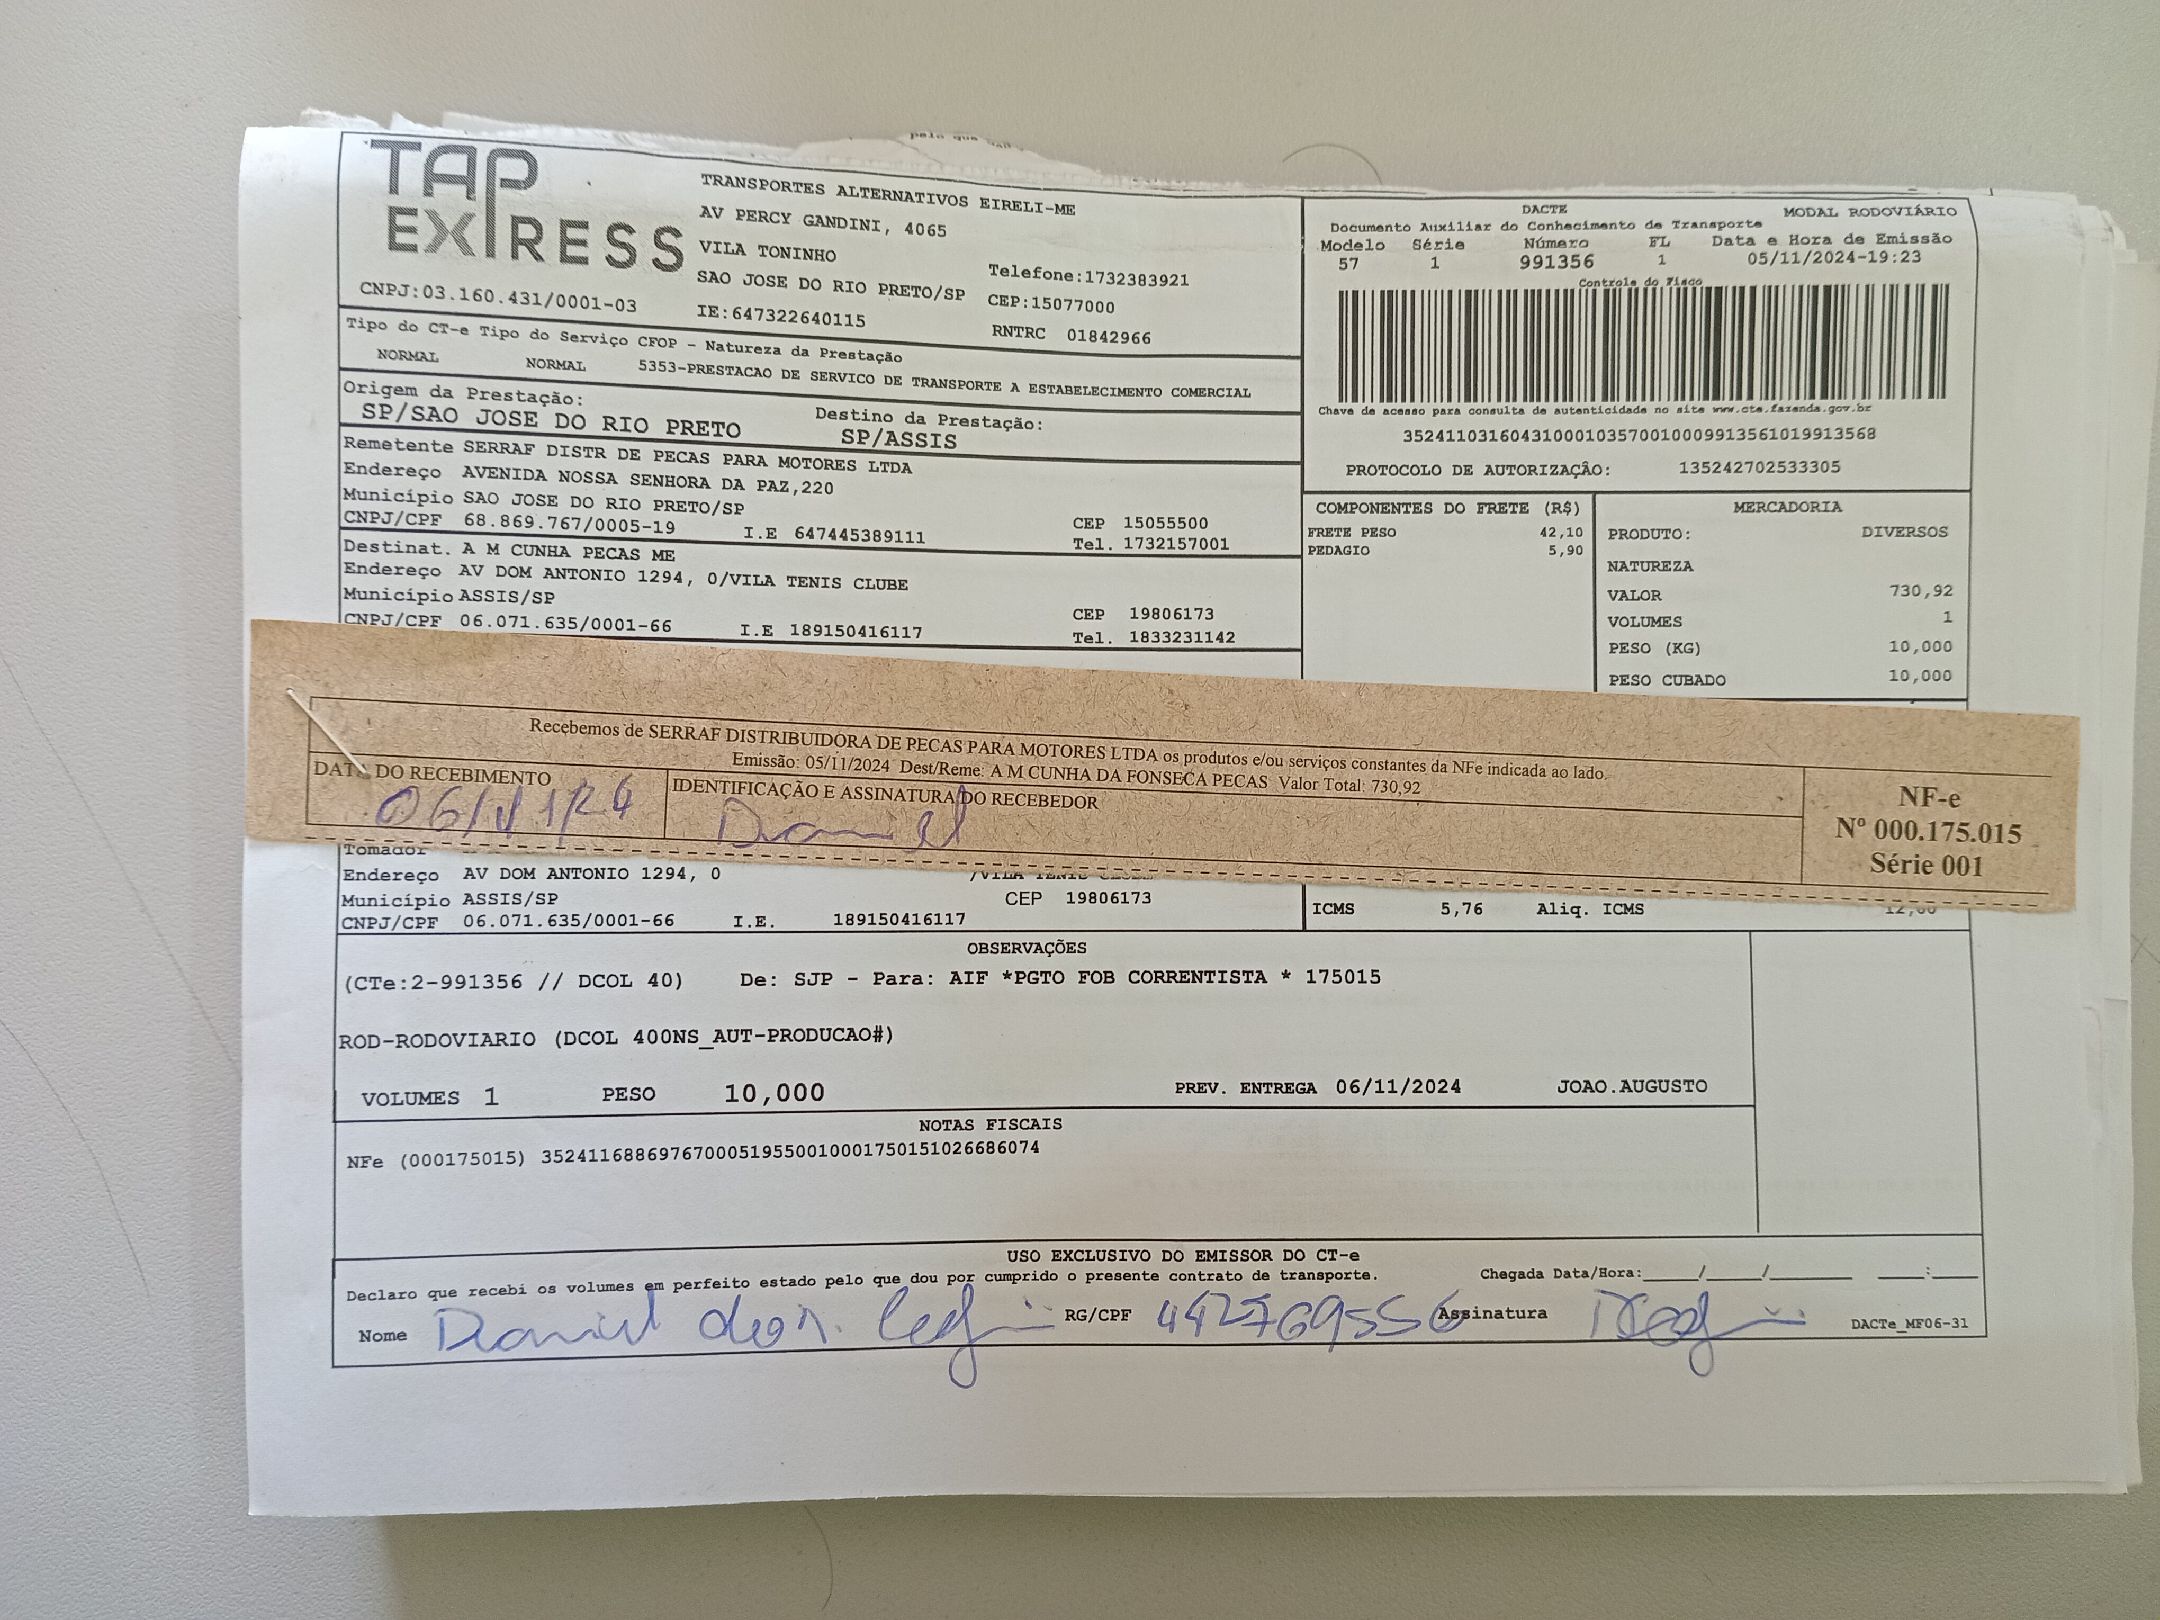 TAP EXPRESS
CNPJ:03.160.431/0001-03
TRANSPORTES ALTERNATIVOS EIRELI-ME
AV PERCY GANDINI, 4065
VILA TONINHO
SAO JOSE DO RIO PRETO/SP
IE:647322640115
Telefone:1732383921
CEP:15077000
RNTRC 01842966
DACTE MODAL RODOVIÁRIO
Documento Auxiliar do Conhecimento de Transporte
Modelo Série Número FL Data e Hora de Emissão
57 1 991356 1 05/11/2024-19:23
Controle do Fisco
Chave de acesso para consulta de autenticidade no site www.cte.fazenda.gov.br
35241103160431000103570010009913561019913568
PROTOCOLO DE AUTORIZAÇÃO: 135242702533305
Tipo do CT-e Tipo do Serviço CFOP - Natureza da Prestação
NORMAL NORMAL 5353-PRESTACAO DE SERVICO DE TRANSPORTE A ESTABELECIMENTO COMERCIAL
Origem da Prestação: Destino da Prestação:
SP/SAO JOSE DO RIO PRETO SP/ASSIS
Remetente SERRAF DISTR DE PECAS PARA MOTORES LTDA
Endereço AVENIDA NOSSA SENHORA DA PAZ,220
Município SAO JOSE DO RIO PRETO/SP CEP 15055500
CNPJ/CPF 68.869.767/0005-19 I.E 647445389111 Tel. 1732157001
Destinat. A M CUNHA PECAS ME
Endereço AV DOM ANTONIO 1294, 0/VILA TENIS CLUBE
Município ASSIS/SP CEP 19806173
CNPJ/CPF 06.071.635/0001-66 I.E 189150416117 Tel. 1833231142
COMPONENTES DO FRETE (R$)
FRETE PESO 42,10
PEDAGIO 5,90
MERCADORIA
PRODUTO: DIVERSOS
NATUREZA
VALOR 730,92
VOLUMES 1
PESO (KG) 10,000
PESO CUBADO 10,000
Recebemos de SERRAF DISTRIBUIDORA DE PECAS PARA MOTORES LTDA os produtos e/ou serviços constantes da NFe indicada ao lado.
Emissão: 05/11/2024 Dest/Reme: A M CUNHA DA FONSECA PECAS Valor Total: 730,92
DATA DO RECEBIMENTO IDENTIFICAÇÃO E ASSINATURA DO RECEBEDOR
06/11/24 Daniel
NF-e
Nº 000.175.015
Série 001
Tomador
Endereço AV DOM ANTONIO 1294, 0 /VILA TENIS CLUBE
Município ASSIS/SP CEP 19806173
CNPJ/CPF 06.071.635/0001-66 I.E. 189150416117
ICMS 5,76 Aliq. ICMS 12,00
OBSERVAÇÕES
(CTe:2-991356 // DCOL 40) De: SJP - Para: AIF *PGTO FOB CORRENTISTA * 175015
ROD-RODOVIARIO (DCOL 400NS_AUT-PRODUCAO#)
VOLUMES 1 PESO 10,000 PREV. ENTREGA 06/11/2024 JOAO.AUGUSTO
NOTAS FISCAIS
NFe (000175015) 35241168869767000519550010001750151026686074
USO EXCLUSIVO DO EMISSOR DO CT-e
Declaro que recebi os volumes em perfeito estado pelo que dou por cumprido o presente contrato de transporte. Chegada Data/Hora:____/____/______ ____:____
Nome Daniel RG/CPF 442769556 Assinatura
DACTe_MF06-31